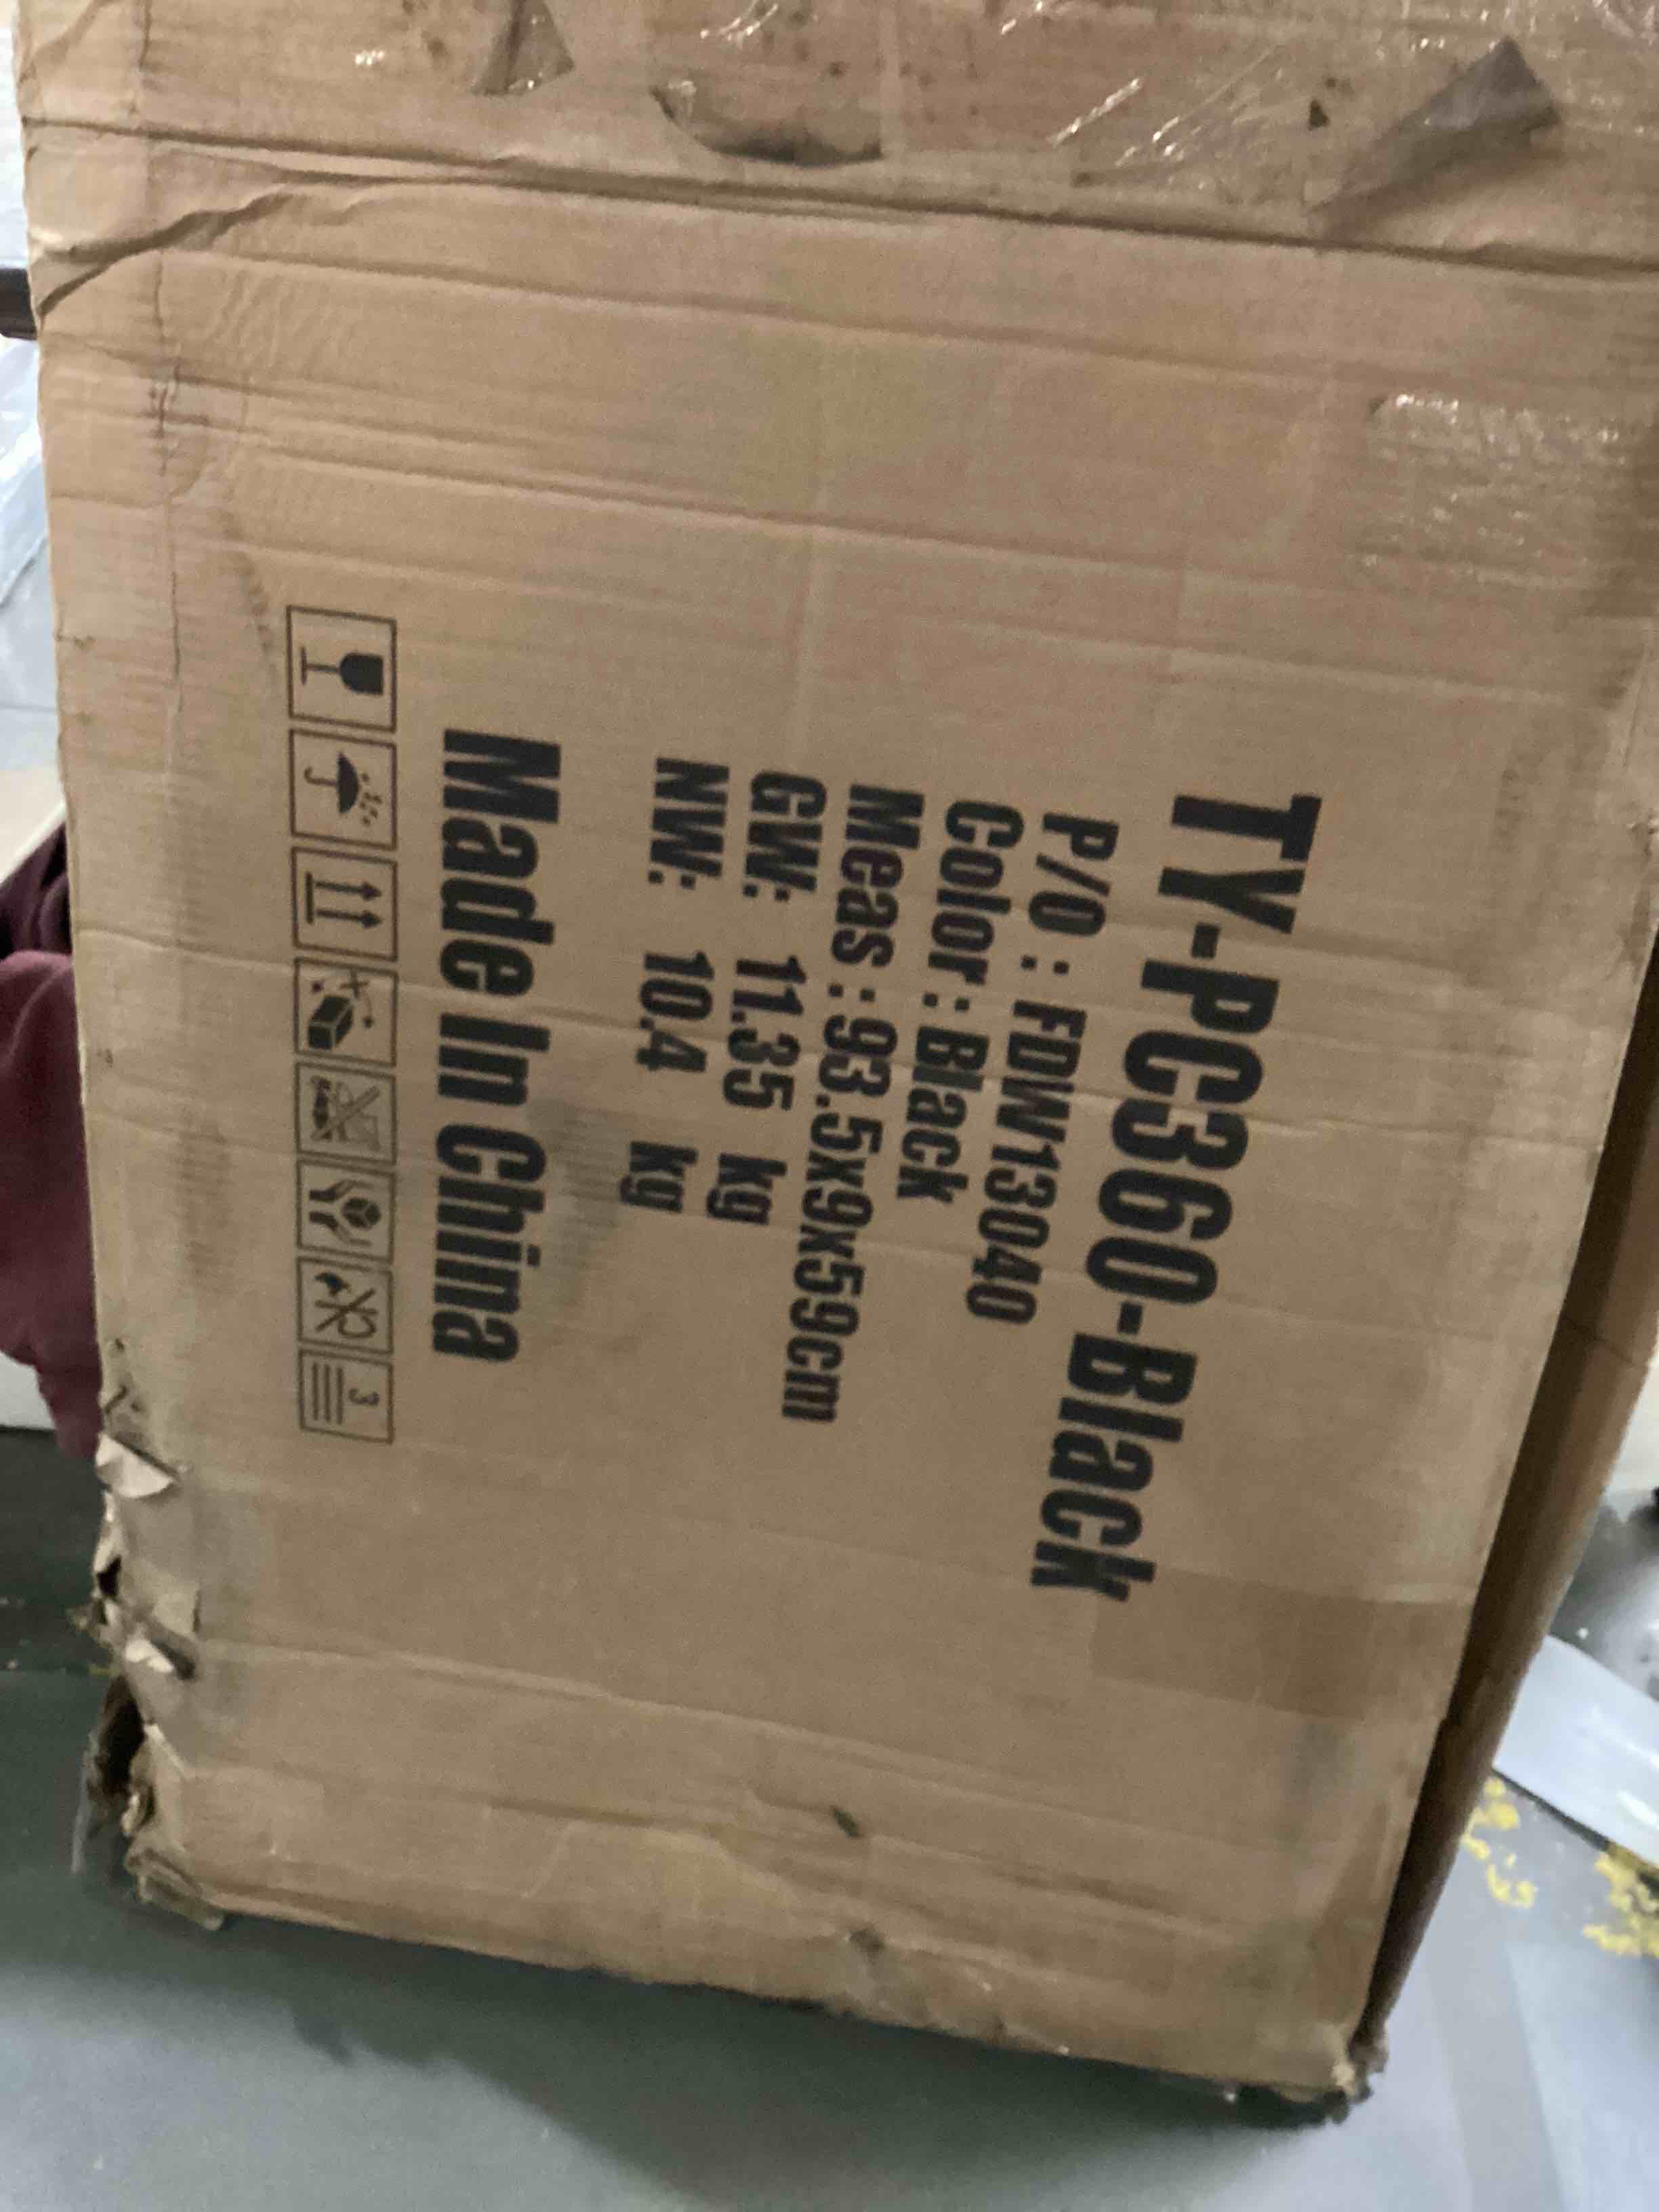 TY-PC360-Black
P/O : FDW13040
Color : Black
Meas : 93.5x9x59cm
GW: 11.35 kg
NW: 10.4 kg
Made In China
3